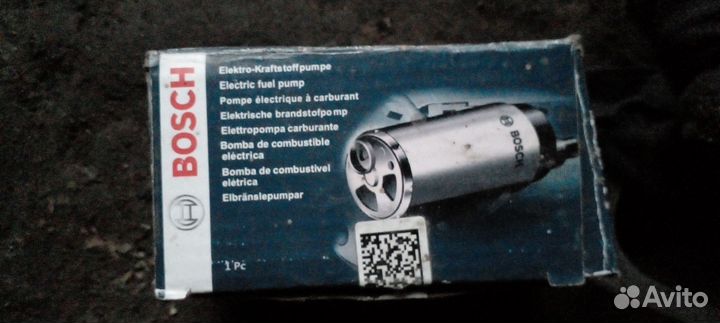 BOSCH
Elektro-Kraftstoffpumpe
Electric fuel pump
Pompe électrique à carburant
Elektrische brandstofpomp
Elettropompa carburante
Bomba de combustible
eléctrica
Bomba de combustivel
elétrica
Elbränslepumpar
1 Pc
BOSCH
Avito